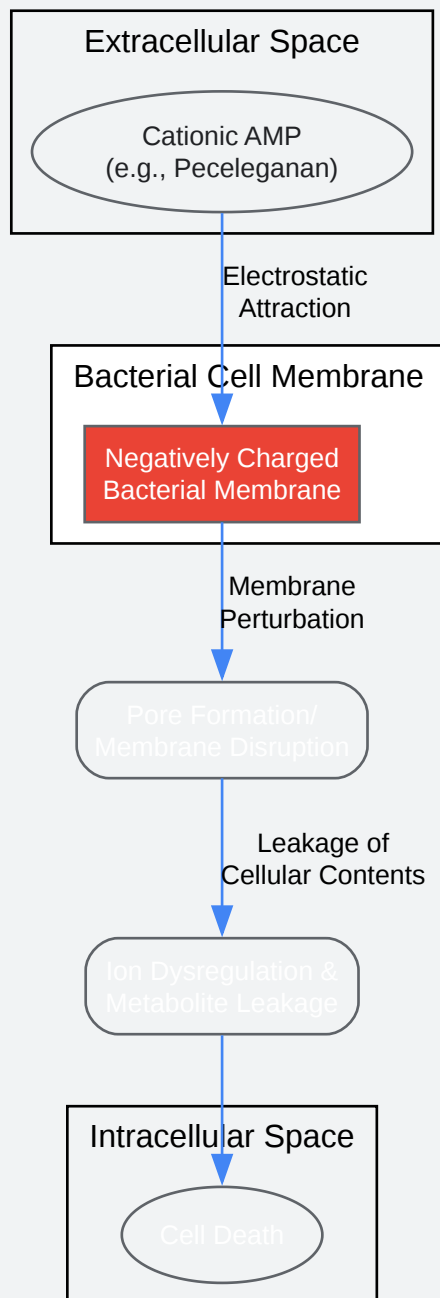 Extracellular Space
Cationic AMP
(e.g., Peceleganan)
Electrostatic
Attraction
Bacterial Cell Membrane
Negatively Charged
Bacterial Membrane
Membrane
Perturbation
Pore Formation/
Membrane Disruption
Leakage of
Cellular Contents
Ion Dysregulation &
Metabolite Leakage
Intracellular Space
Cell Death